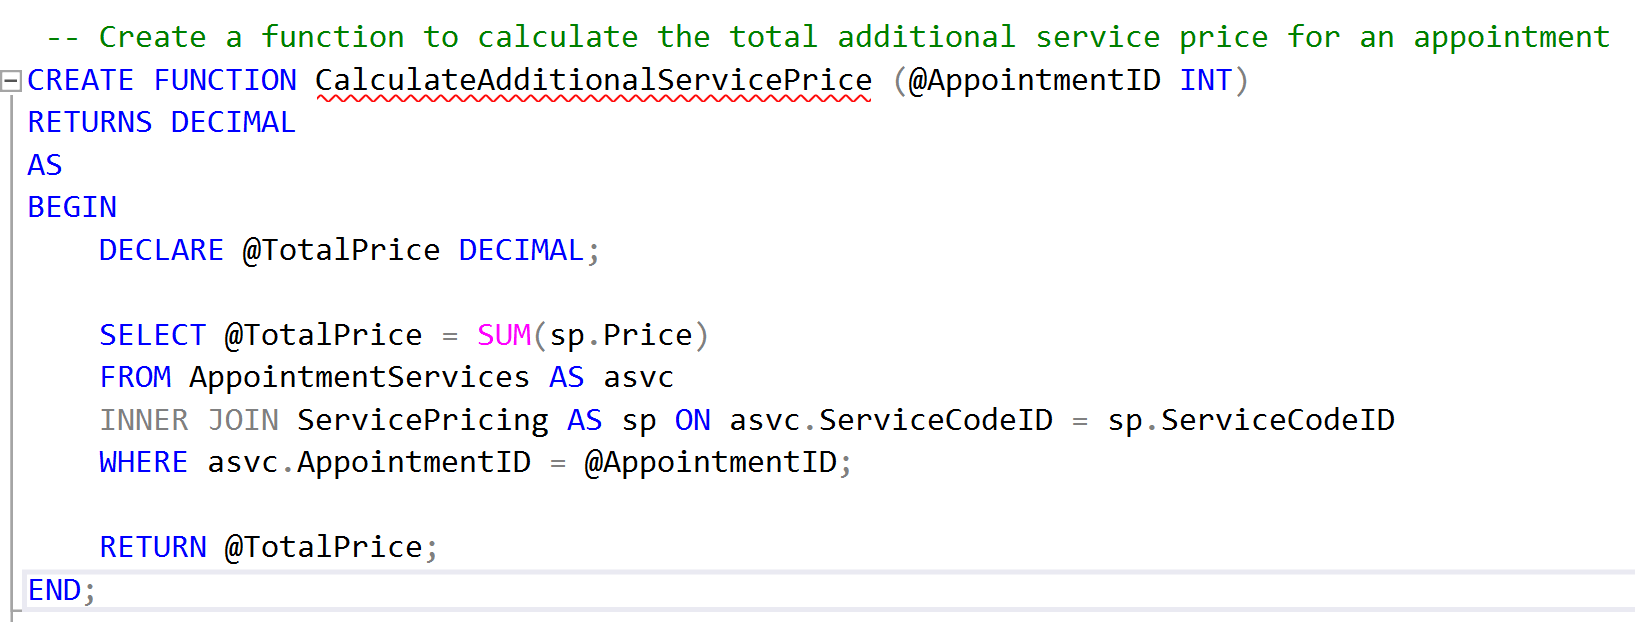 -- Create a function to calculate the total additional service price for an appointment
CREATE FUNCTION CalculateAdditionalServicePrice (@AppointmentID INT)
RETURNS DECIMAL
AS
BEGIN
    DECLARE @TotalPrice DECIMAL;

    SELECT @TotalPrice = SUM(sp.Price)
    FROM AppointmentServices AS asvc
    INNER JOIN ServicePricing AS sp ON asvc.ServiceCodeID = sp.ServiceCodeID
    WHERE asvc.AppointmentID = @AppointmentID;

    RETURN @TotalPrice;
END;